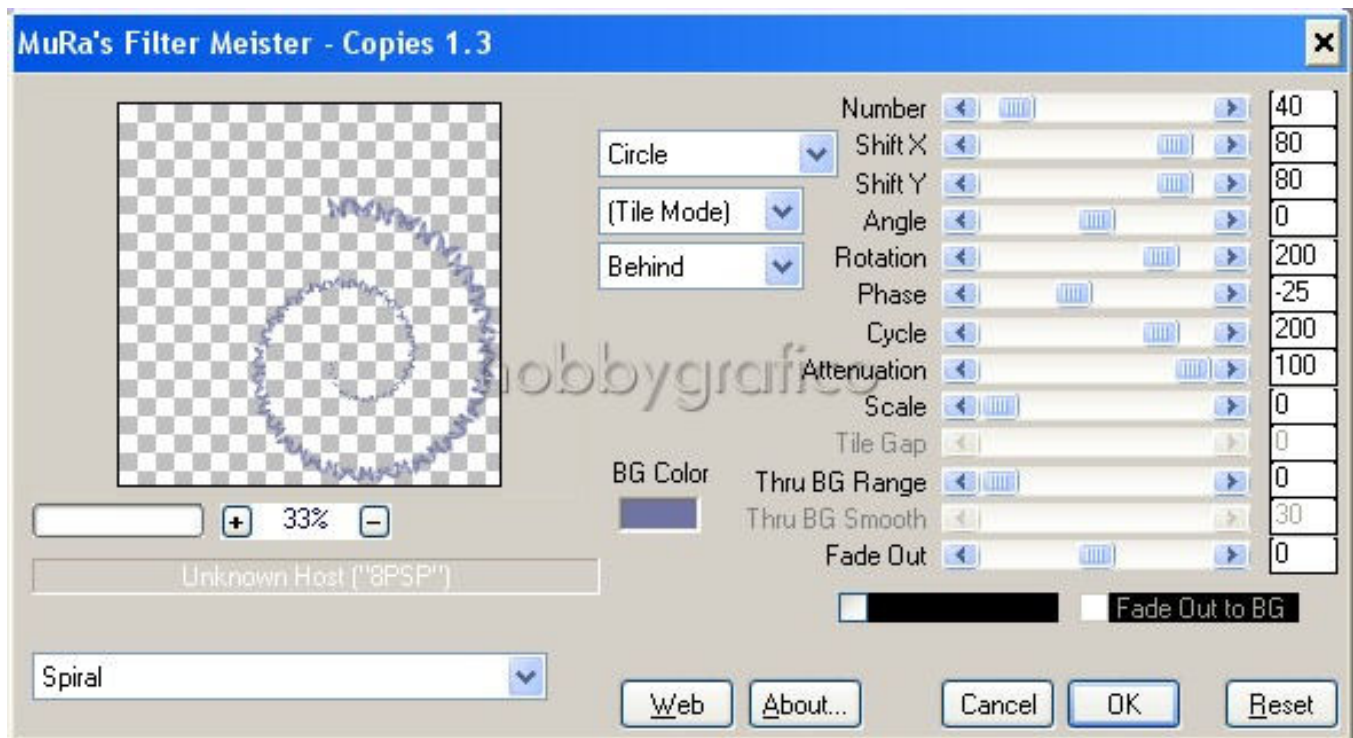 MuRa's Filter Meister - Copies 1.3
Number 40
Circle
Shift X 80
Shift Y 80
(Tile Mode)
Angle 0
Behind
Rotation 200
Phase -25
Cycle 200
hobbygrafico
Attenuation 100
Scale 0
Tile Gap 0
BG Color
Thru BG Range 0
+ 33% -
Thru BG Smooth 30
Fade Out 0
Unknown Host ("8PSP")
Fade Out to BG
Spiral
Web About... Cancel OK Reset